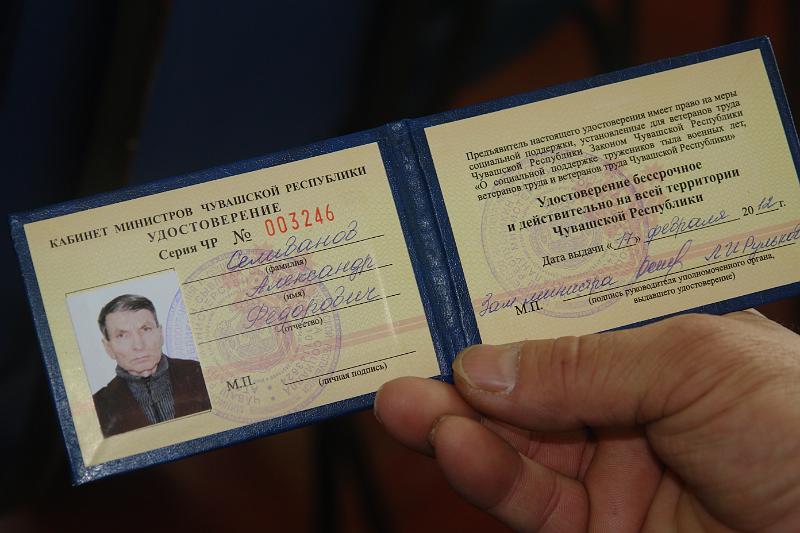 КАБИНЕТ МИНИСТРОВ ЧУВАШСКОЙ РЕСПУБЛИКИ
УДОСТОВЕРЕНИЕ
Серия ЧР № 003246
Селиванов
(фамилия)
Александр
(имя)
Федорович
(отчество)
М.П.
(личная подпись)
Предъявитель настоящего удостоверения имеет право на меры
социальной поддержки, установленные для ветеранов труда
Чувашской Республики Законом Чувашской Республики
«О социальной поддержке тружеников тыла военных лет,
ветеранов труда и ветеранов труда Чувашской Республики»
Удостоверение бессрочное
и действительно на всей территории
Чувашской Республики
Дата выдачи « 17 » февраля 2012 г.
Зам. министра
М.П. (подпись руководителя уполномоченного органа,
выдавшего удостоверение)